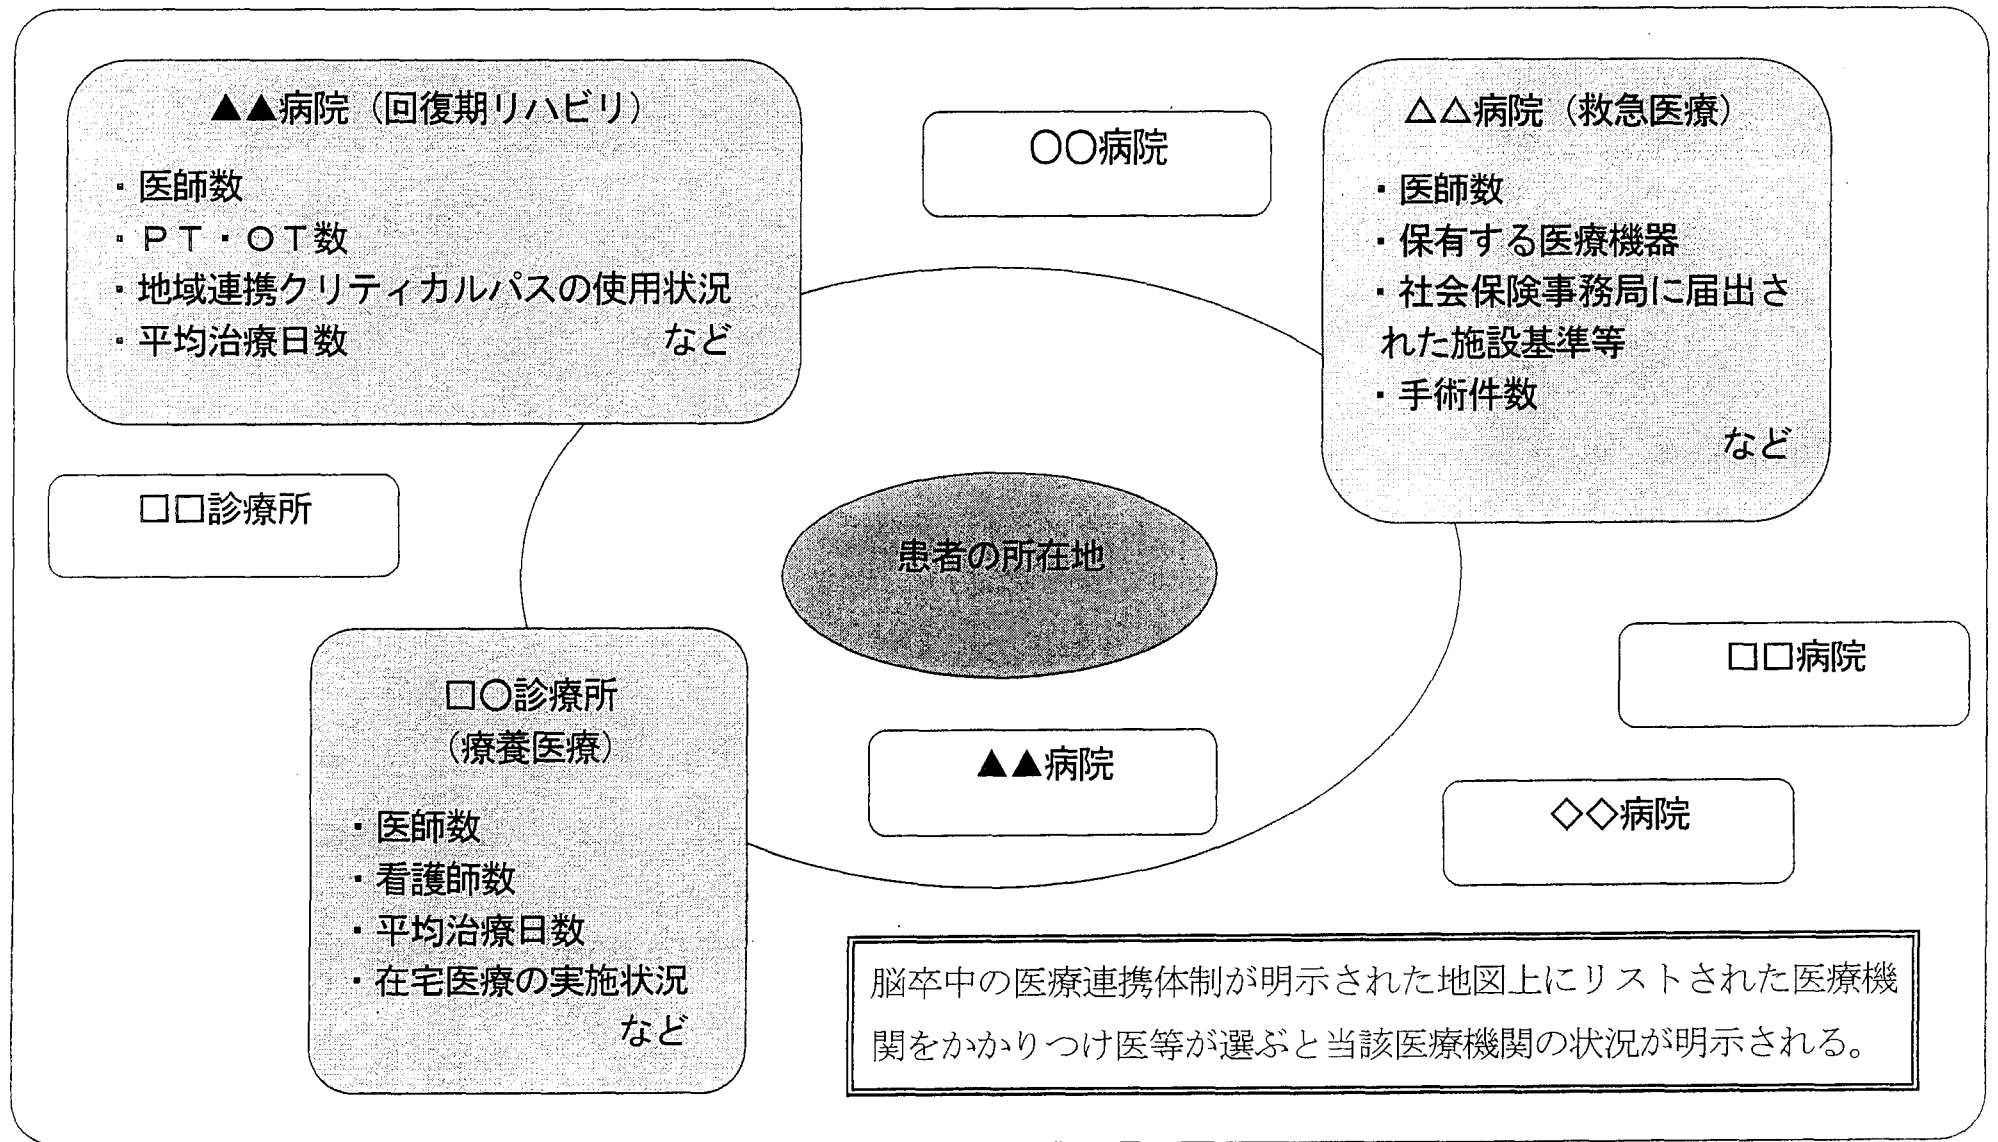 ▲▲病院（回復期リハビリ）
・医師数
・ＰＴ・ＯＴ数
・地域連携クリティカルパスの使用状況
・平均治療日数　など
○○病院
△△病院（救急医療）
・医師数
・保有する医療機器
・社会保険事務局に届出さ
れた施設基準等
・手術件数
など
□□診療所
患者の所在地
□○診療所
（療養医療）
・医師数
・看護師数
・平均治療日数
・在宅医療の実施状況
など
▲▲病院
□□病院
◇◇病院
脳卒中の医療連携体制が明示された地図上にリストされた医療機
関をかかりつけ医等が選ぶと当該医療機関の状況が明示される。